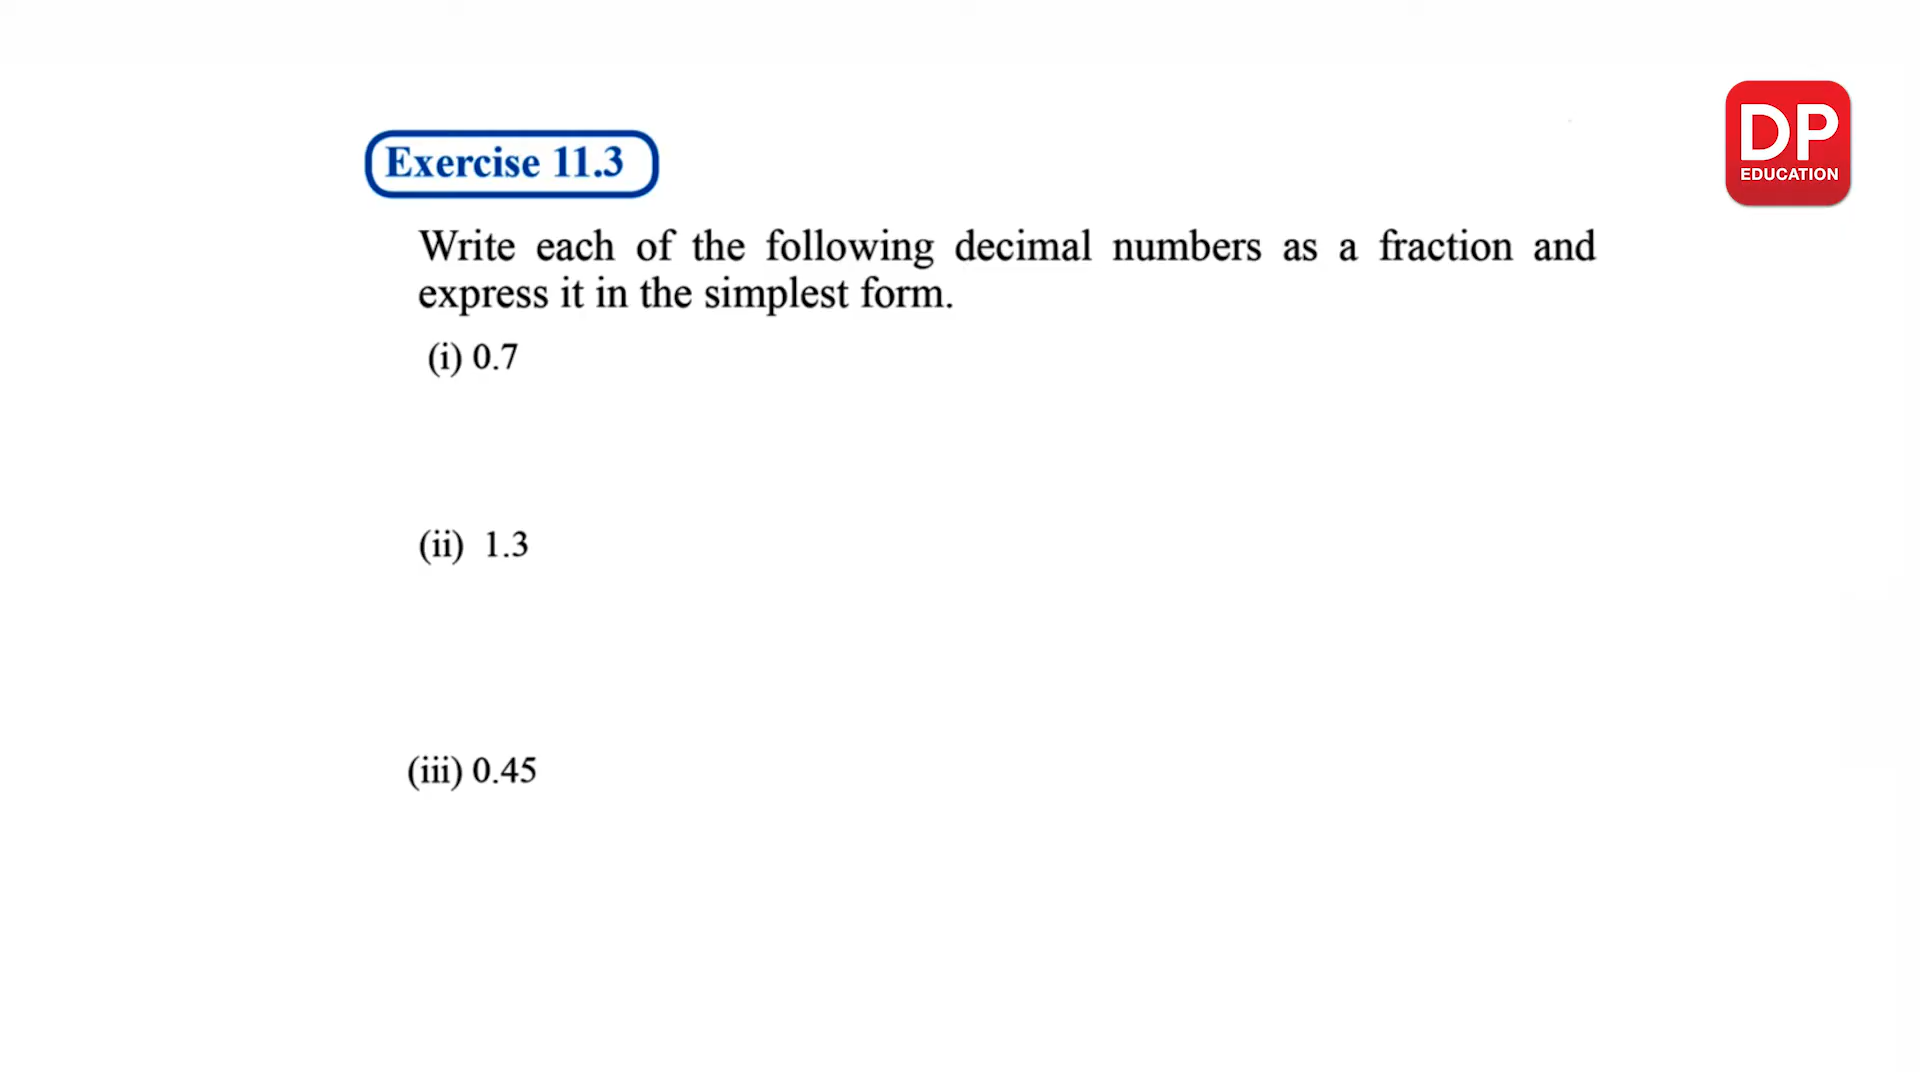 DP
EDUCATION
Exercise 11.3
Write each of the following decimal numbers as a fraction and
express it in the simplest form.
(i) 0.7
(ii) 1.3
(iii) 0.45